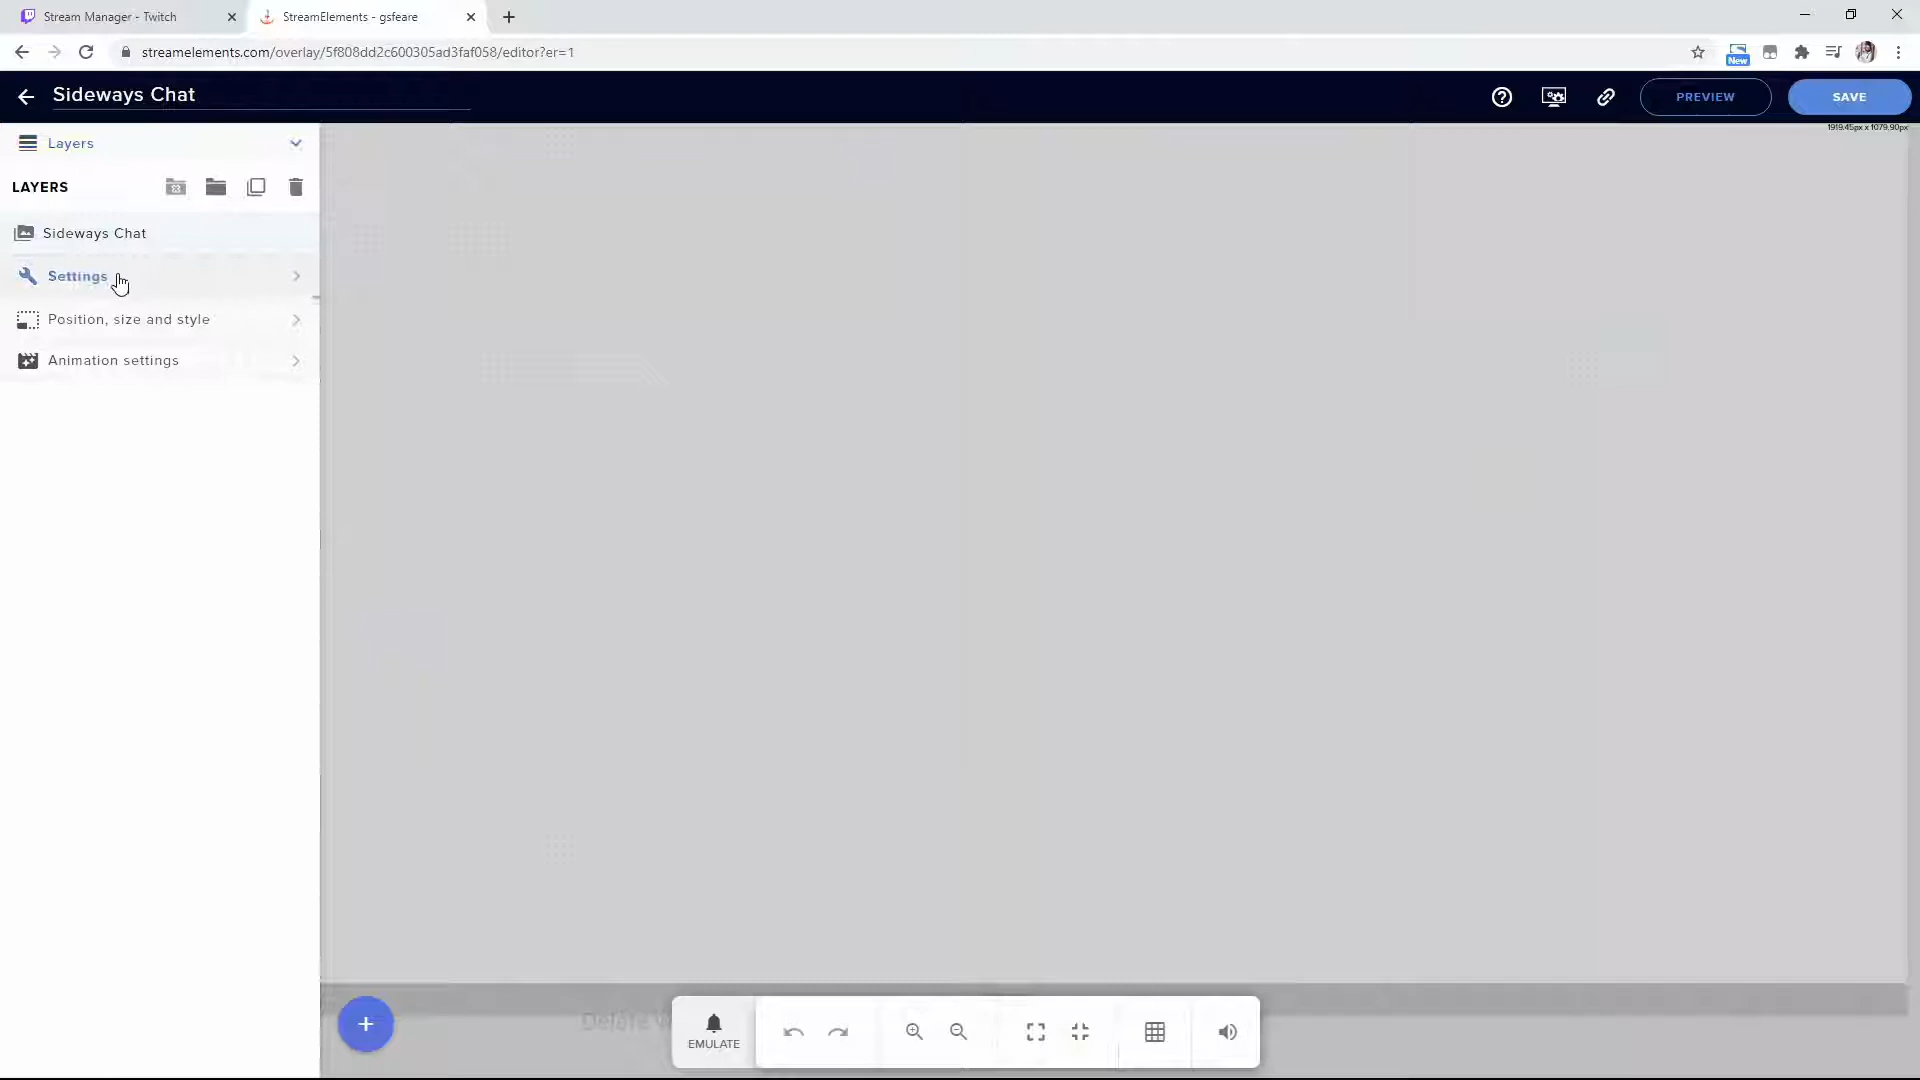 Stream Manager - Twitch
StreamElements - gsfeare
streamelements.com/overlay/5f808dd2c600305ad3faf058/editor?er=1
New
Sideways Chat
PREVIEW
SAVE
1919.45px x 1079.90px
Layers
LAYERS
Sideways Chat
Settings
Position, size and style
Animation settings
EMULATE